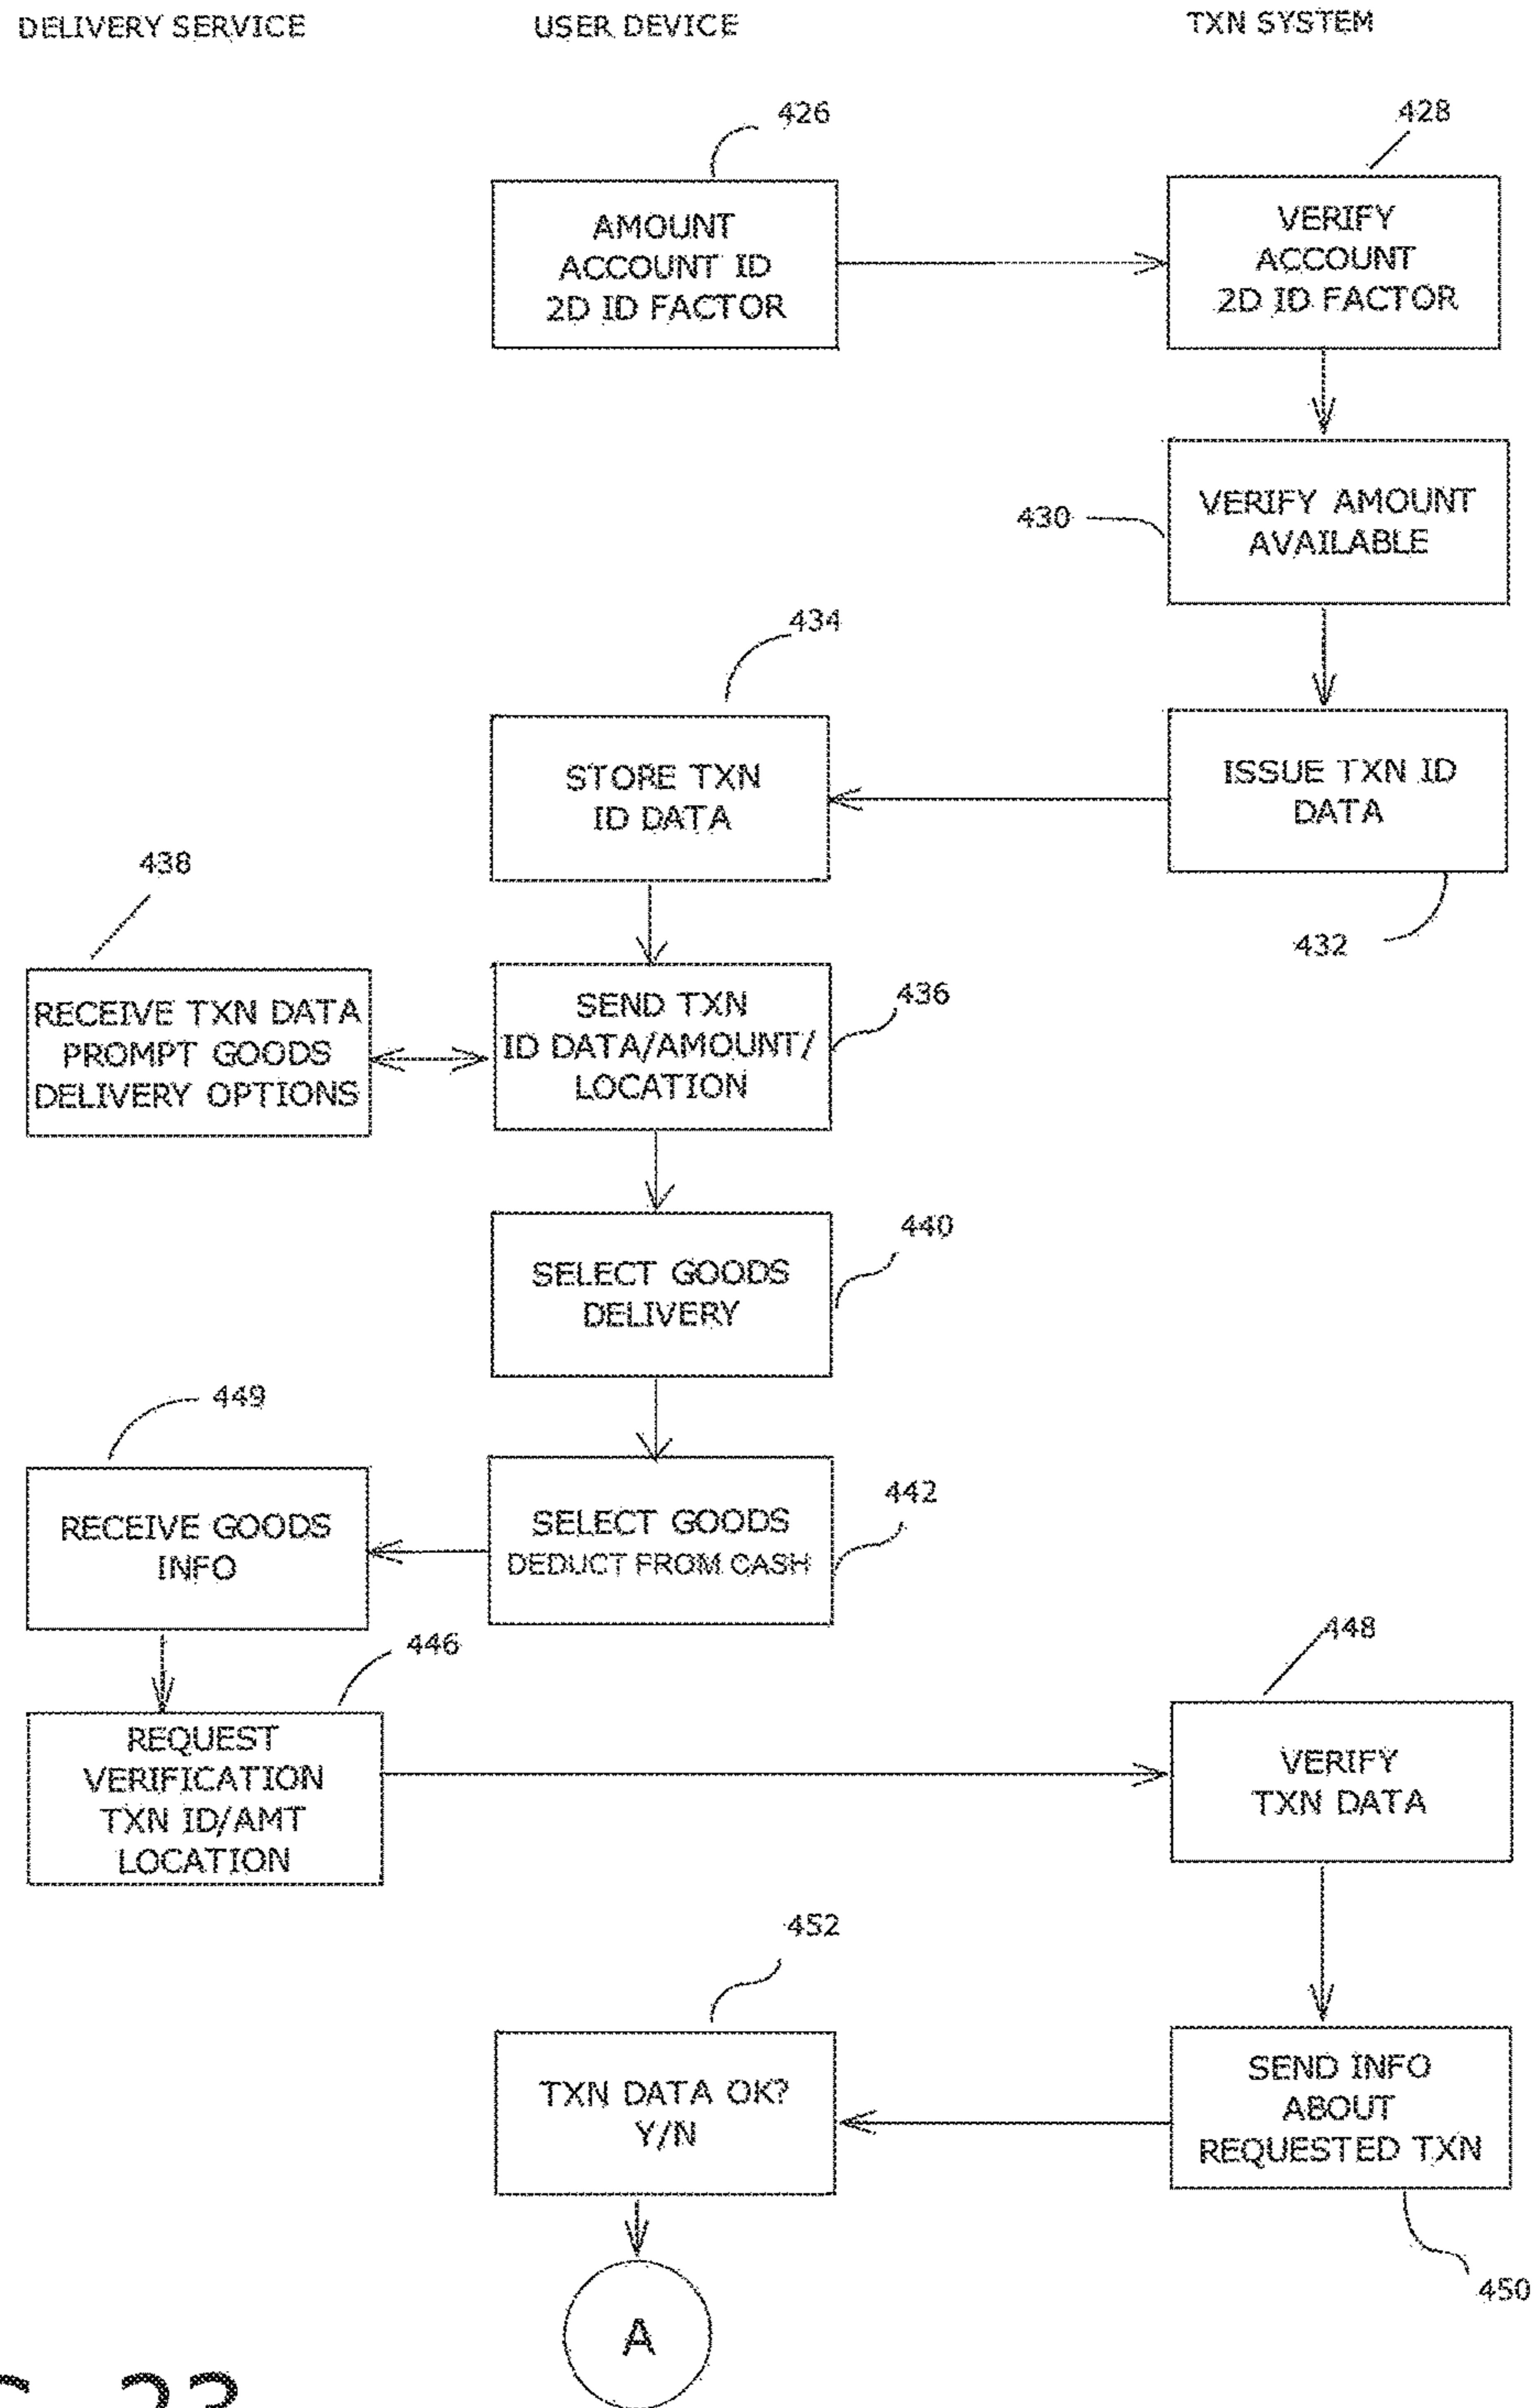 DELIVERY SERVICE USER DEVICE TXN SYSTEM
426
428
AMOUNT
ACCOUNT ID
2D ID FACTOR
VERIFY
ACCOUNT
2D ID FACTOR
430
VERIFY AMOUNT
AVAILABLE
434
STORE TXN
ID DATA
ISSUE TXN ID
DATA
432
438
RECEIVE TXN DATA
PROMPT GOODS
DELIVERY OPTIONS
SEND TXN
ID DATA/AMOUNT/
LOCATION
436
SELECT GOODS
DELIVERY
440
449
RECEIVE GOODS
INFO
SELECT GOODS
DEDUCT FROM CASH
442
446
REQUEST
VERIFICATION
TXN ID/AMT
LOCATION
448
VERIFY
TXN DATA
452
TXN DATA OK?
Y/N
SEND INFO
ABOUT
REQUESTED TXN
450
A
23